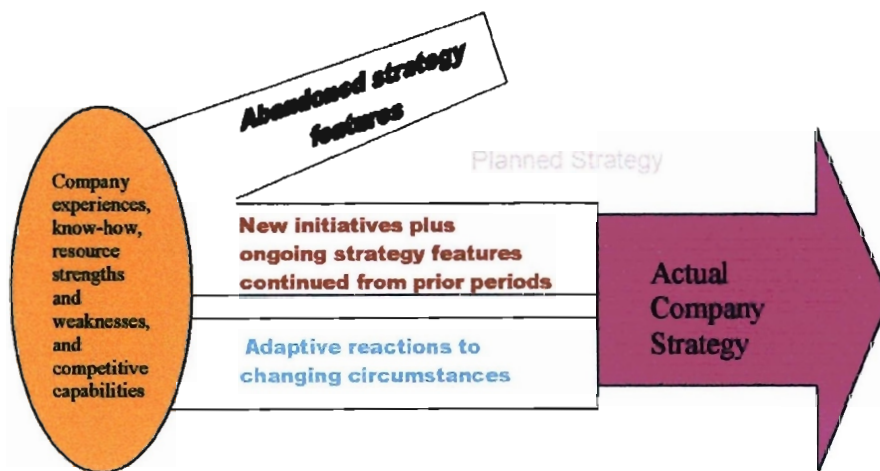 Abandoned strategy
features
Planned Strategy
Company
experiences,
know-how,
resource
strengths
and
weaknesses,
and
competitive
capabilities
New initiatives plus
ongoing strategy features
continued from prior periods
Adaptive reactions to
changing circumstances
Actual
Company
Strategy